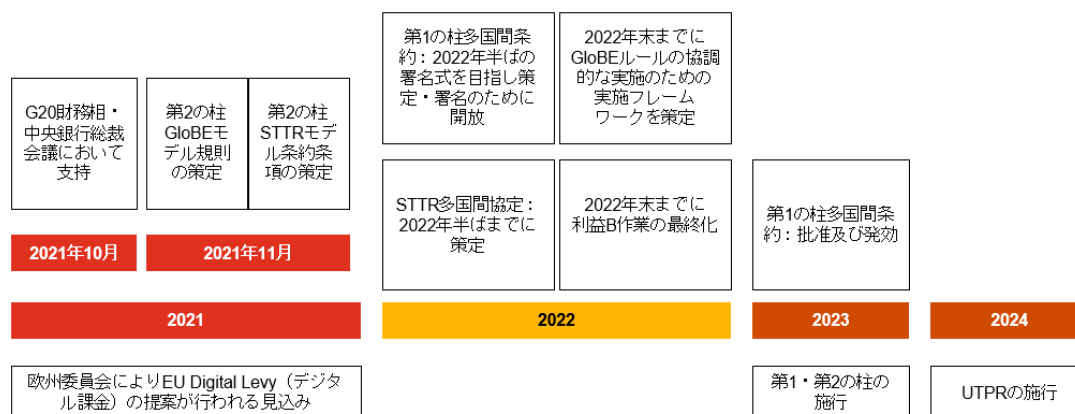 G20財務相・
中央銀行総裁
会議において
支持
第2の柱
GloBEモ
デル規則
の策定
第2の柱
STTRモ
デル条約条
項の策定
第1の柱多国間条
約：2022年半ばの
署名式を目指し策
定・署名のために
開放
2022年末までに
GloBEルールの協調
的な実施のための
実施フレーム
ワークを策定
STTR多国間協定：
2022年半ばまでに
策定
2022年末までに
利益B作業の最終化
第1の柱多国間条
約：批准及び発効
2021年10月
2021年11月
2021
2022
2023
2024
欧州委員会によりEU Digital Levy（デジタ
ル課金）の提案が行われる見込み
第1・第2の柱の
施行
UTPRの施行